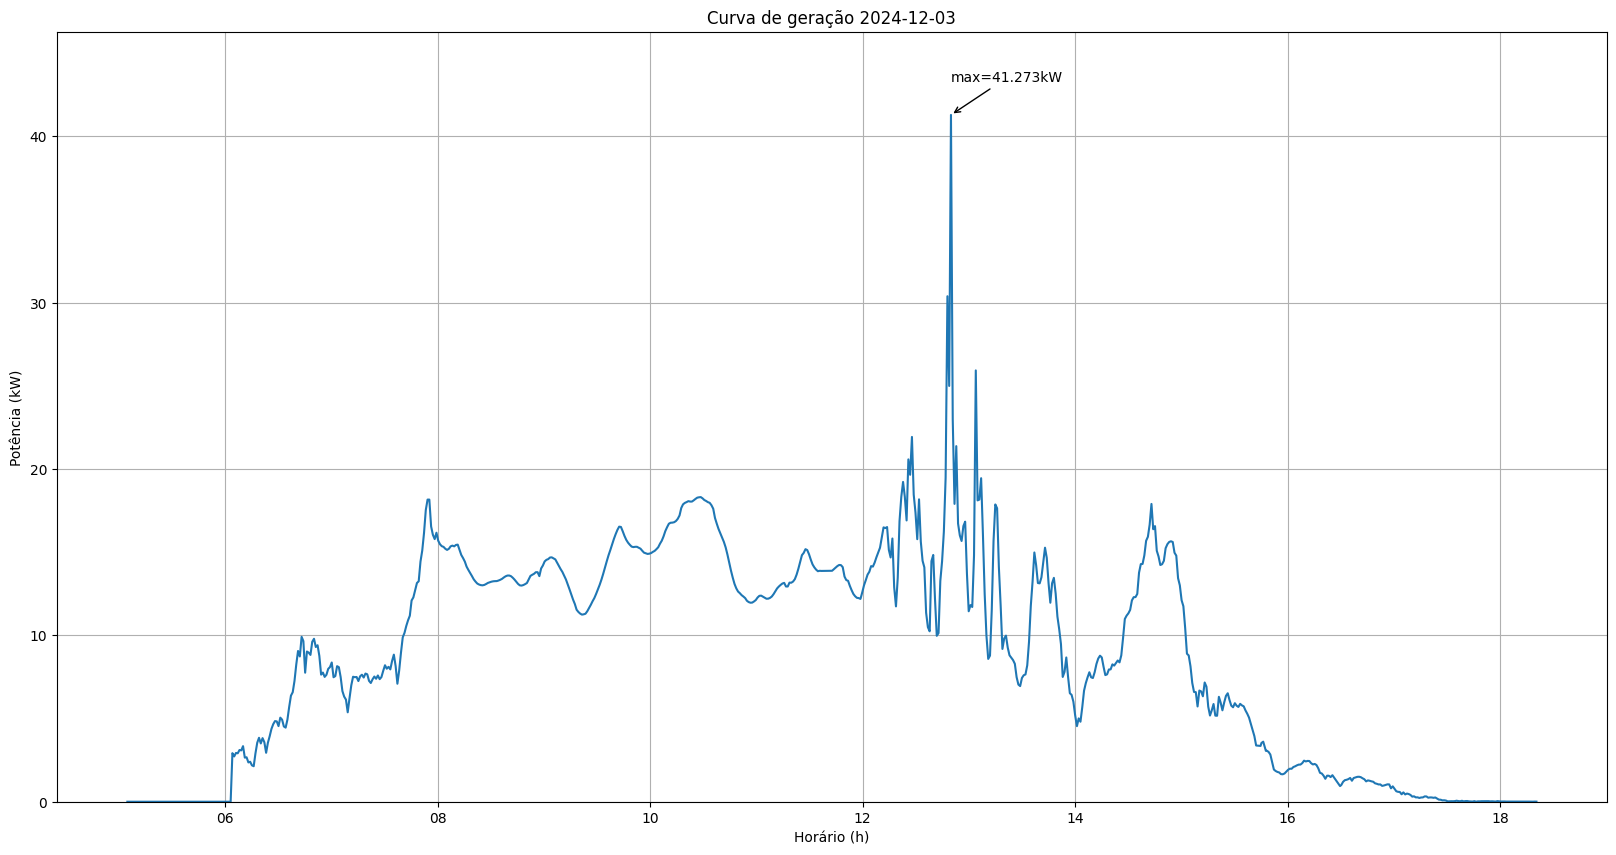 Curva de geração 2024-12-03
max=41.273kW
40
30
20
10
0
Potência (kW)
06 08 10 12 14 16 18
Horário (h)